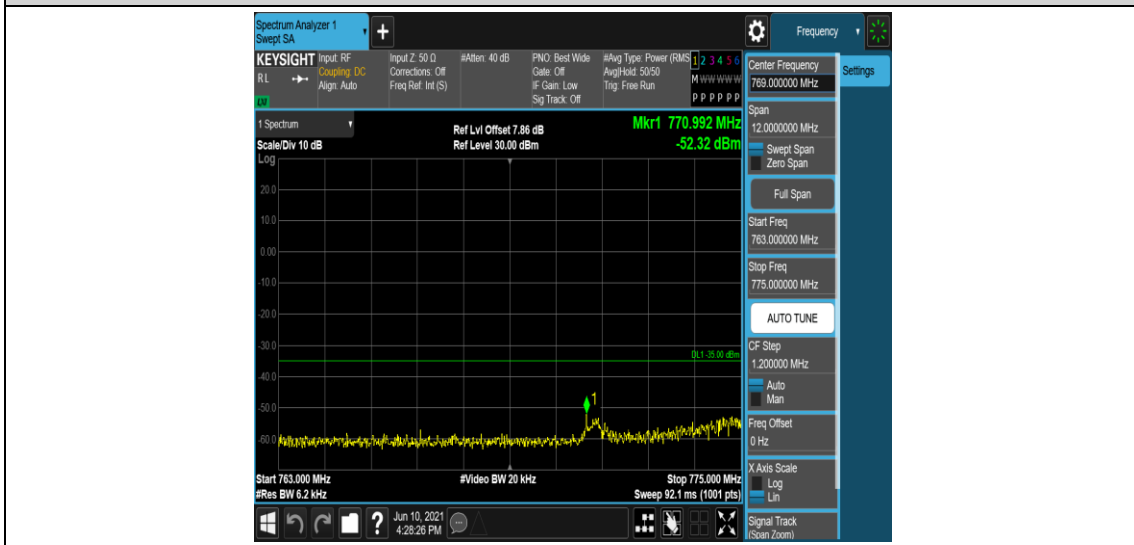 Spectrum Analyzer 1
Swept SA
+
Frequency
KEYSIGHT
Input: RF
Coupling: DC
Align: Auto
Input Z: 50 Ω
Corrections: Off
Freq Ref: Int (S)
#Atten: 40 dB
PNO: Best Wide
Gate: Off
IF Gain: Low
Sig Track: Off
#Avg Type: Power (RMS
Avg|Hold: 50/50
Trig: Free Run
1 2 3 4 5 6
M W W W W W
P P P P P P
R L
LNI
1 Spectrum
Scale/Div 10 dB
Log
Ref Lvl Offset 7.86 dB
Ref Level 30.00 dBm
Mkr1 770.992 MHz
-52.32 dBm
20.0
10.0
0.00
-10.0
-20.0
-30.0
DL1 -35.00 dBm
-40.0
-50.0
1
-60.0
Start 763.000 MHz
#Res BW 6.2 kHz
#Video BW 20 kHz
Stop 775.000 MHz
Sweep 92.1 ms (1001 pts)
?
Jun 10, 2021
4:28:26 PM
Center Frequency
769.000000 MHz
Settings
Span
12.0000000 MHz
Swept Span
Zero Span
Full Span
Start Freq
763.000000 MHz
Stop Freq
775.000000 MHz
AUTO TUNE
CF Step
1.200000 MHz
Auto
Man
Freq Offset
0 Hz
X Axis Scale
Log
Lin
Signal Track
(Span Zoom)